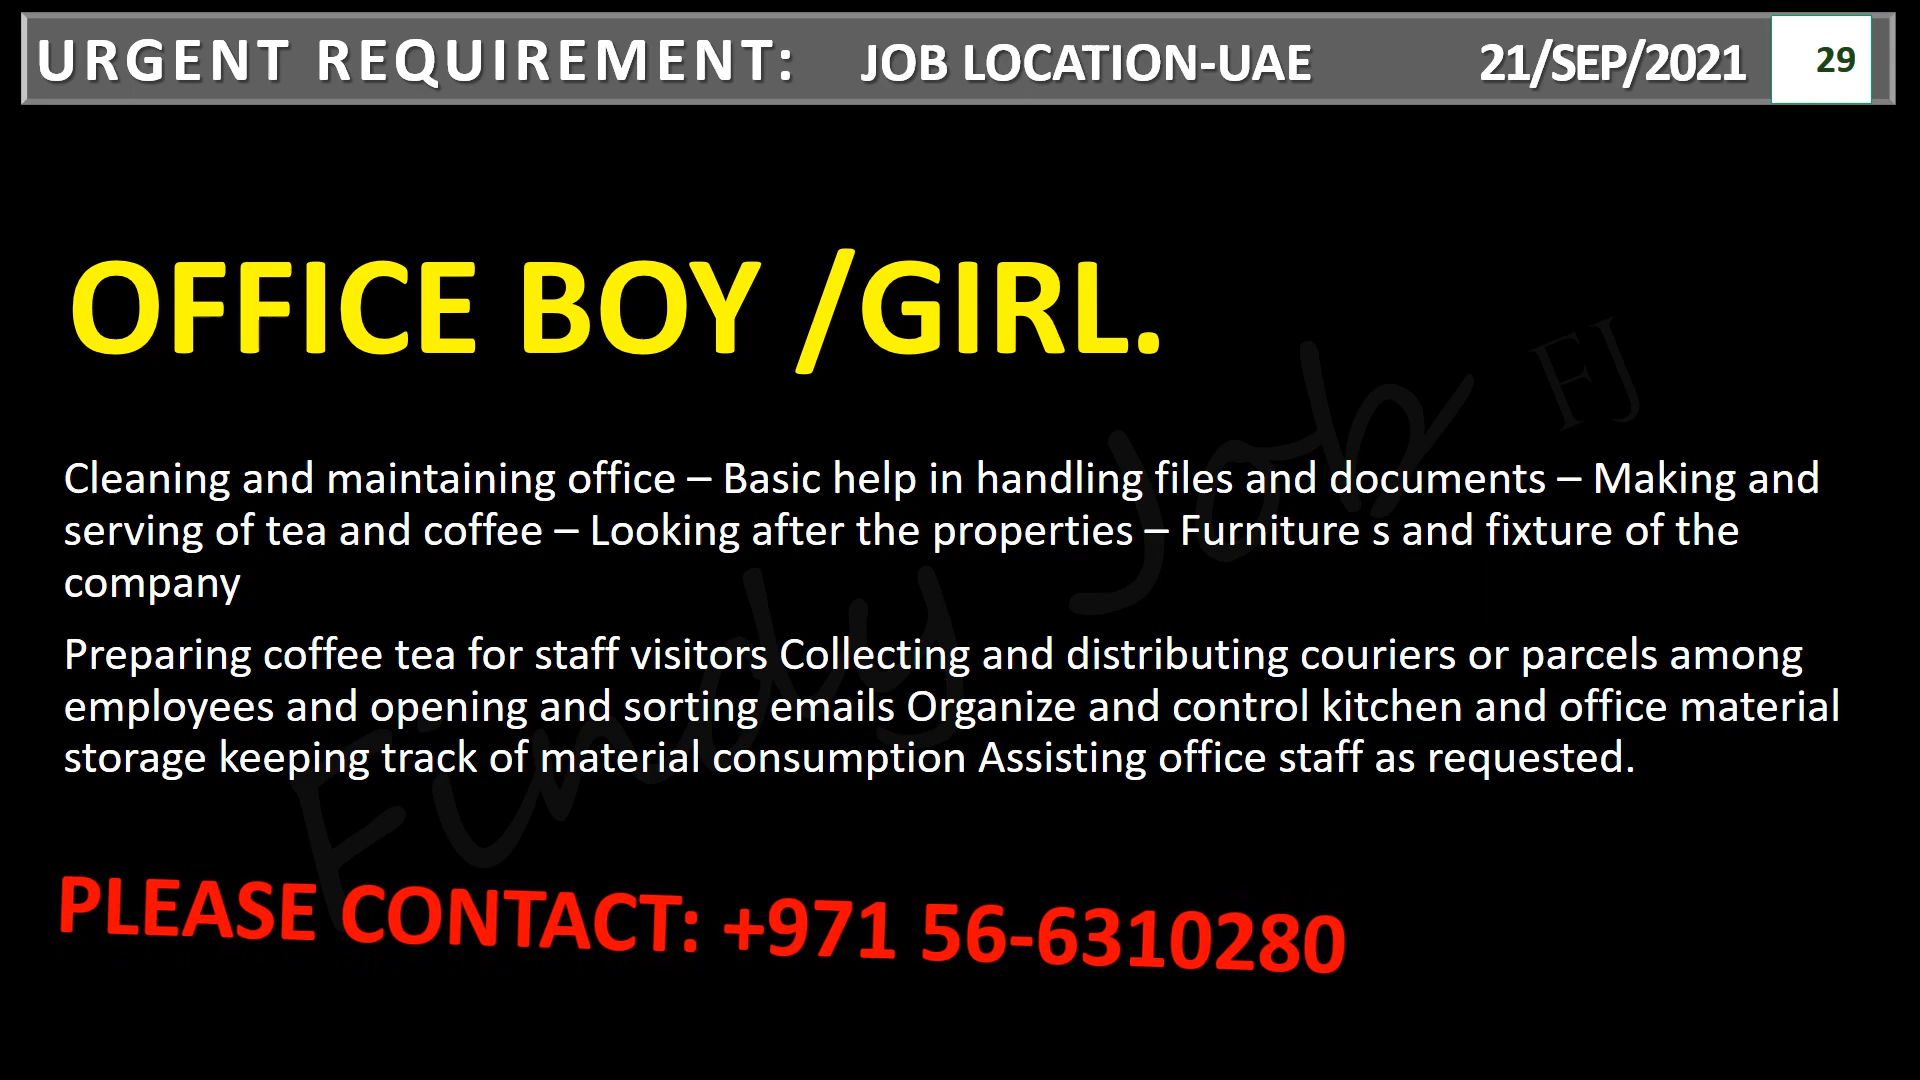 URGENT REQUIREMENT: JOB LOCATION-UAE 21/SEP/2021 29
OFFICE BOY /GIRL.
Cleaning and maintaining office – Basic help in handling files and documents – Making and
serving of tea and coffee – Looking after the properties – Furniture s and fixture of the
company
Preparing coffee tea for staff visitors Collecting and distributing couriers or parcels among
employees and opening and sorting emails Organize and control kitchen and office material
storage keeping track of material consumption Assisting office staff as requested.
PLEASE CONTACT: +971 56-6310280
Findy Job FJ